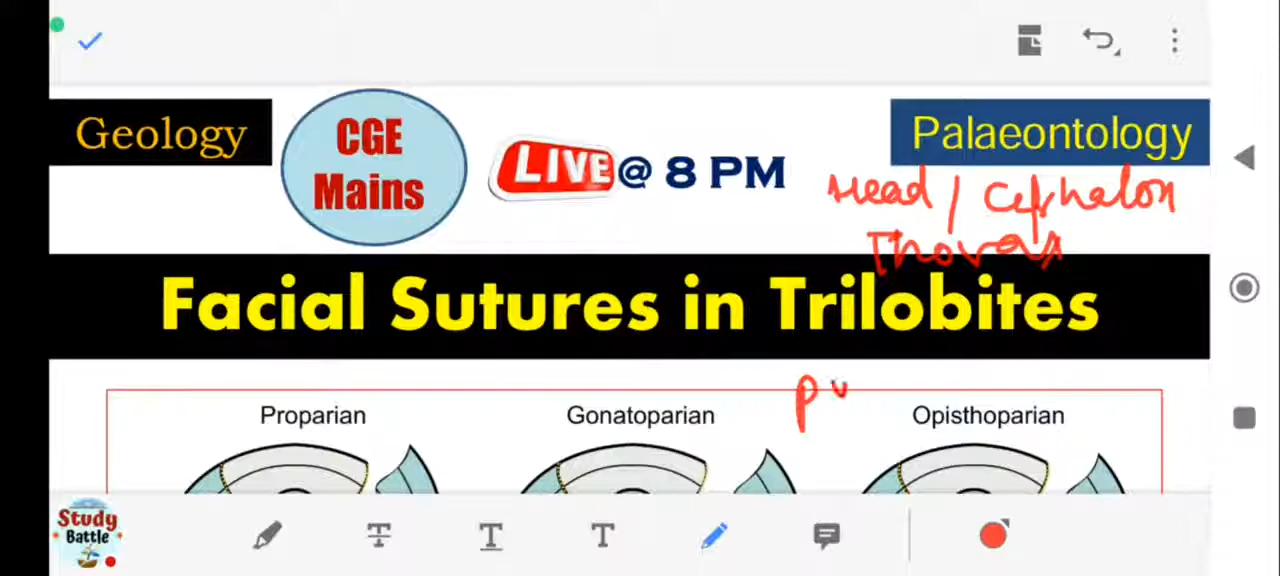 Geology
CGE
Mains
LIVE @ 8 PM
Palaeontology
Head / Cephalon
Thorax
Facial Sutures in Trilobites
Proparian
Gonatoparian
Opisthoparian
Study
Battle
T
T
T